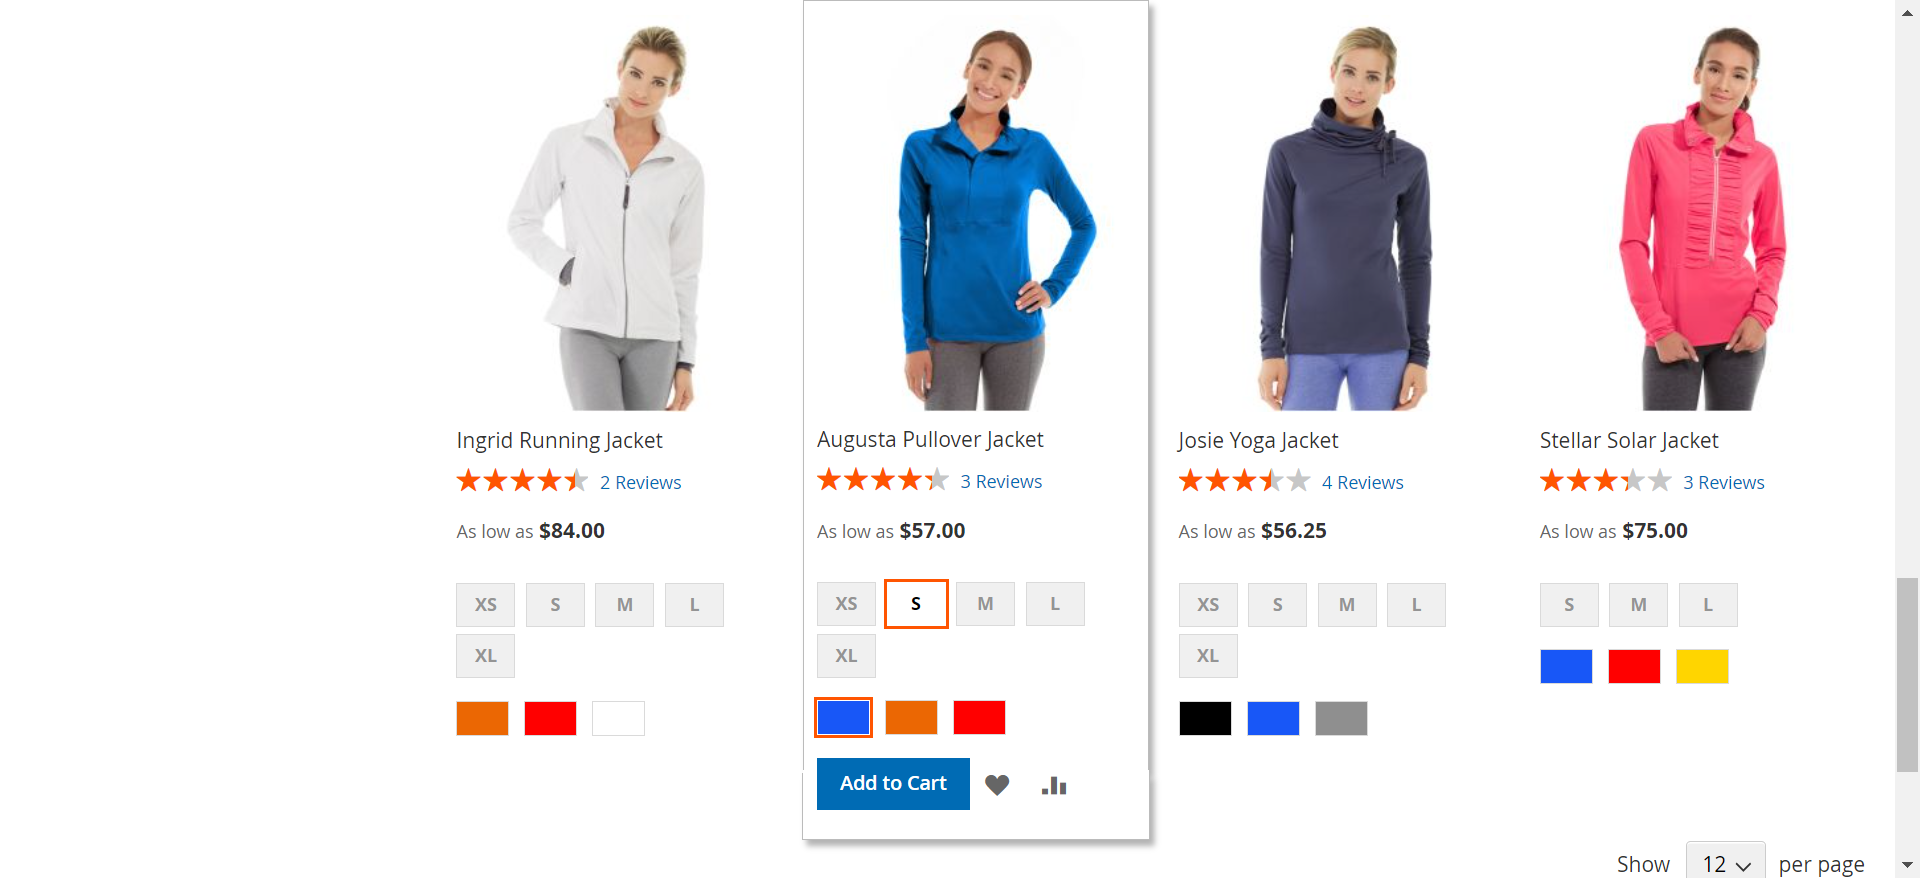 Ingrid Running Jacket
2 Reviews
As low as $84.00
XS S M L
XL
Augusta Pullover Jacket
3 Reviews
As low as $57.00
XS S M L
XL
Add to Cart
Josie Yoga Jacket
4 Reviews
As low as $56.25
XS S M L
XL
Stellar Solar Jacket
3 Reviews
As low as $75.00
S M L
Show 12 per page